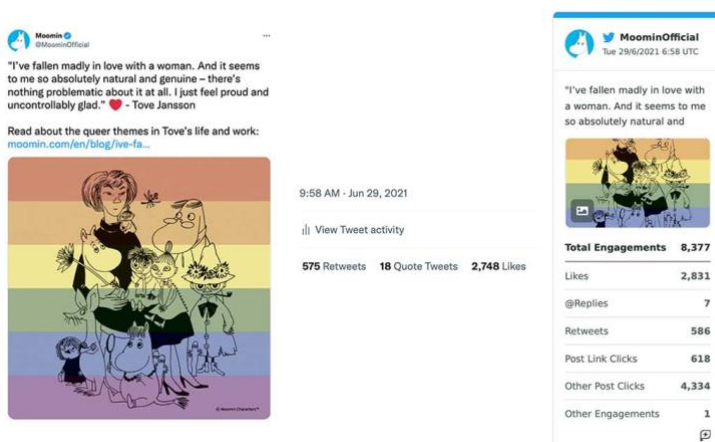 Moomin
@MoominOfficial
"I've fallen madly in love with a woman. And it seems
to me so absolutely natural and genuine – there's
nothing problematic about it at all. I just feel proud and
uncontrollably glad." ❤️ - Tove Jansson
Read about the queer themes in Tove's life and work:
moomin.com/en/blog/ive-fa...
© Moomin Characters™
9:58 AM · Jun 29, 2021
View Tweet activity
575 Retweets 18 Quote Tweets 2,748 Likes
MoominOfficial
Tue 29/6/2021 6:58 UTC
"I've fallen madly in love with
a woman. And it seems to me
so absolutely natural and
Total Engagements 8,377
Likes 2,831
@Replies 7
Retweets 586
Post Link Clicks 618
Other Post Clicks 4,334
Other Engagements 1